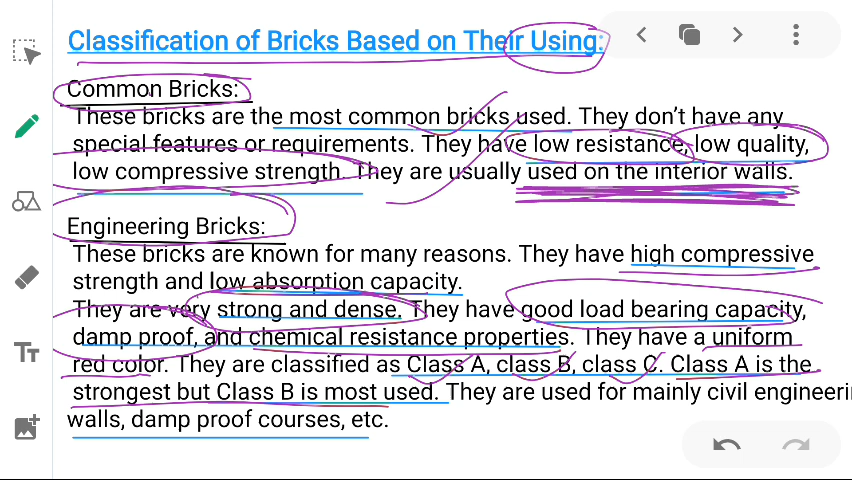 Classification of Bricks Based on Their Using:
Common Bricks:
These bricks are the most common bricks used. They don't have any
special features or requirements. They have low resistance, low quality,
low compressive strength. They are usually used on the interior walls.
Engineering Bricks:
These bricks are known for many reasons. They have high compressive
strength and low absorption capacity.
They are very strong and dense. They have good load bearing capacity,
damp proof, and chemical resistance properties. They have a uniform
red color. They are classified as Class A, class B, class C. Class A is the
strongest but Class B is most used. They are used for mainly civil engineeri
walls, damp proof courses, etc.
Tт